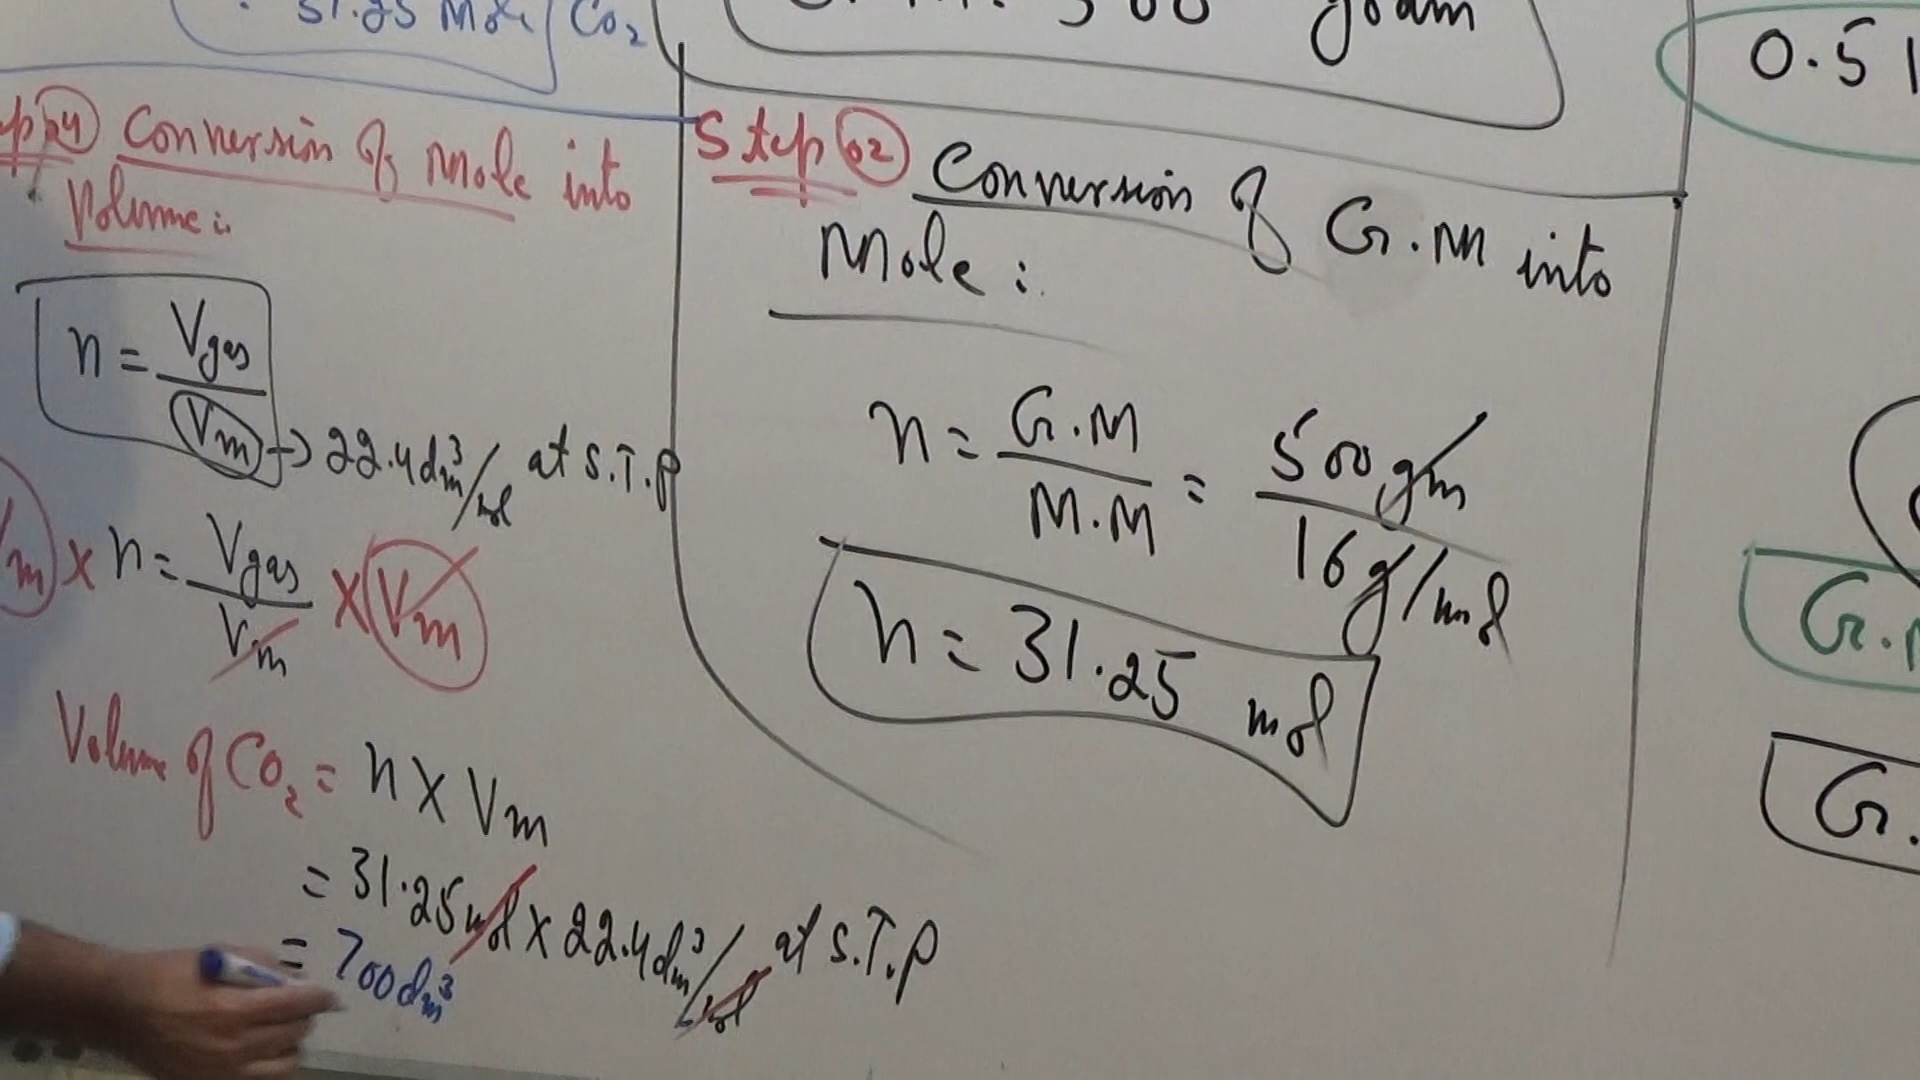 31.25 Mole/CO₂
Step 04 Conversion of Mole into
Volume:
n = Vgas / Vm → 22.4 dm³/mol at S.T.P
Vm × n = Vgas / Vm × Vm
Volume of CO₂ = n × Vm
= 31.25 mol × 22.4 dm³/mol at S.T.P
= 700 dm³
500 gram
Step 02 Conversion of G.M into
Mole:
n = G.M / M.M = 500 gm / 16 g/mol
n = 31.25 mol
0.51
G.M
G.